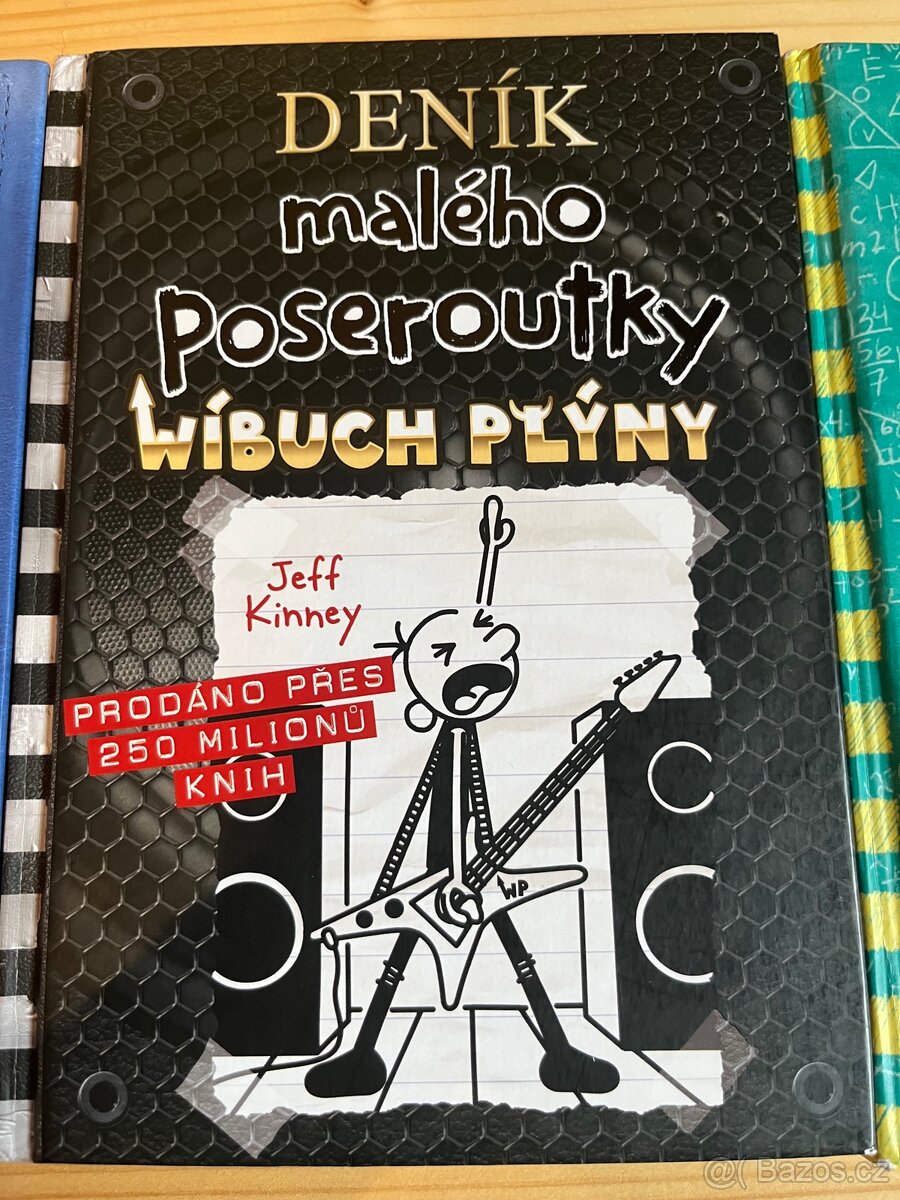 DENÍK
malého
Poseroutky
WÍBUCH PLÝNY
Jeff
Kinney
PRODÁNO PŘES
250 MILIONŮ
KNIH
WP
@( Bazos.cz